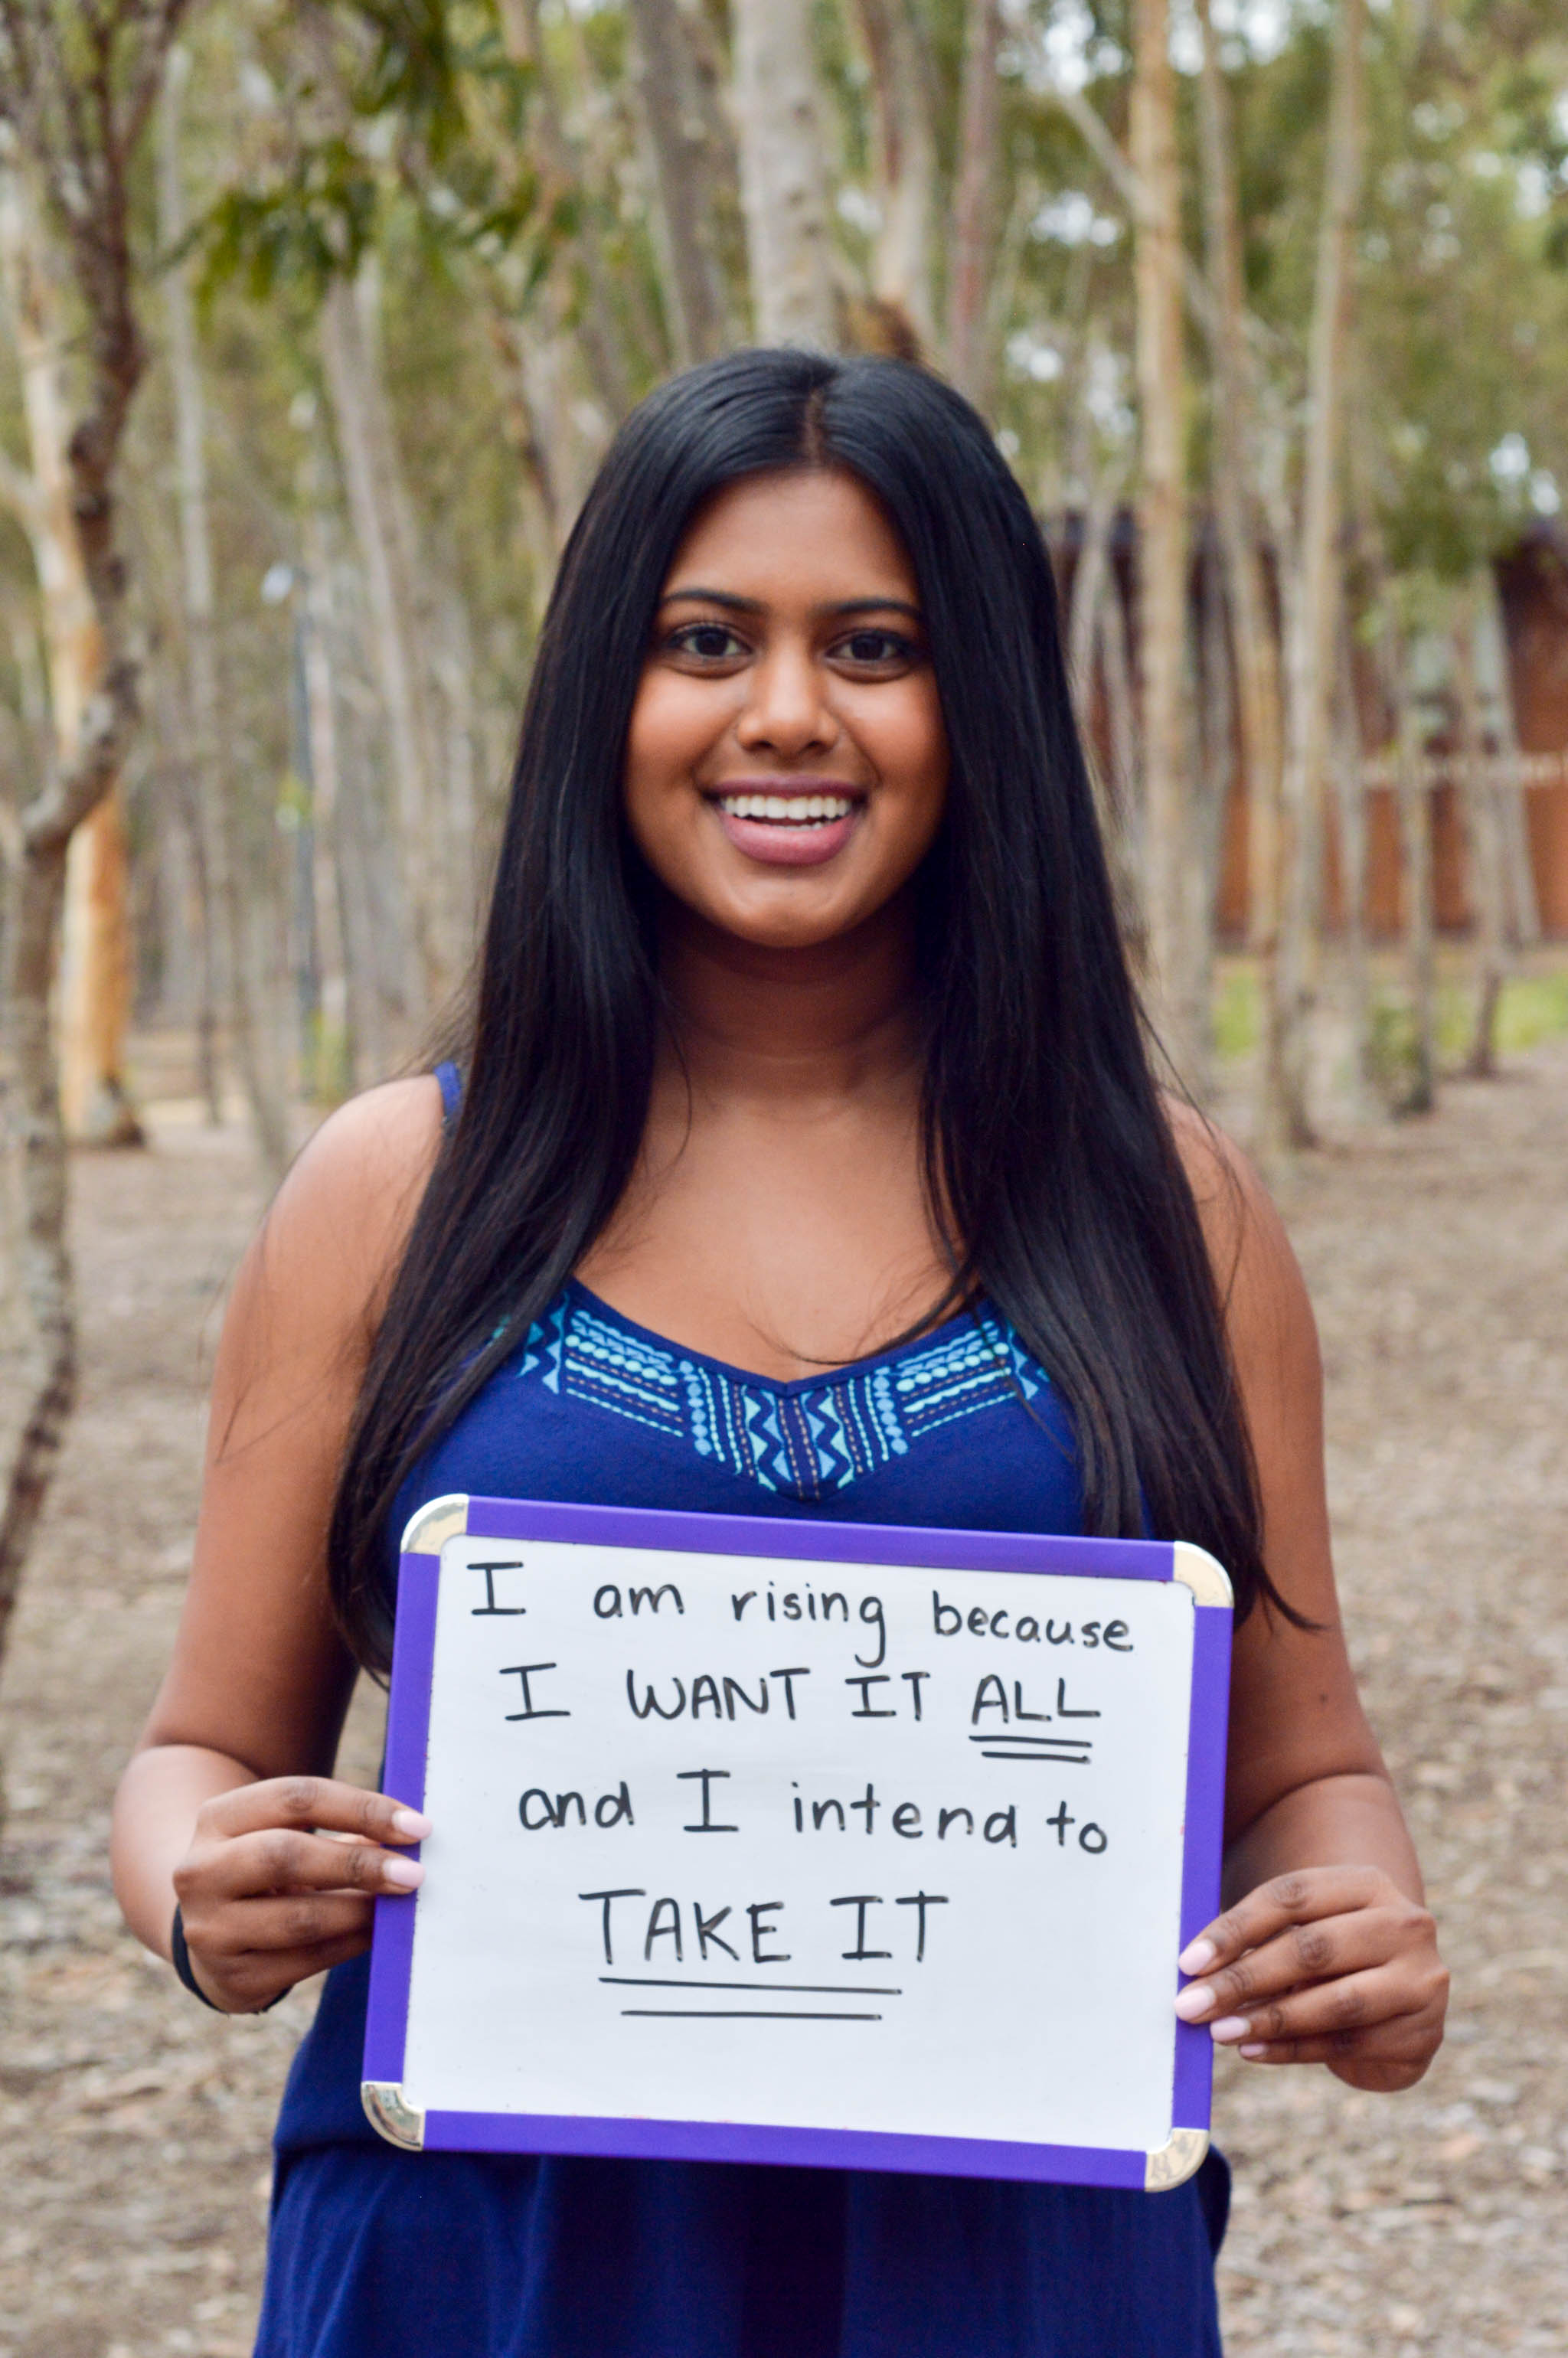 I am rising because
I WANT IT ALL
and I intend to
TAKE IT